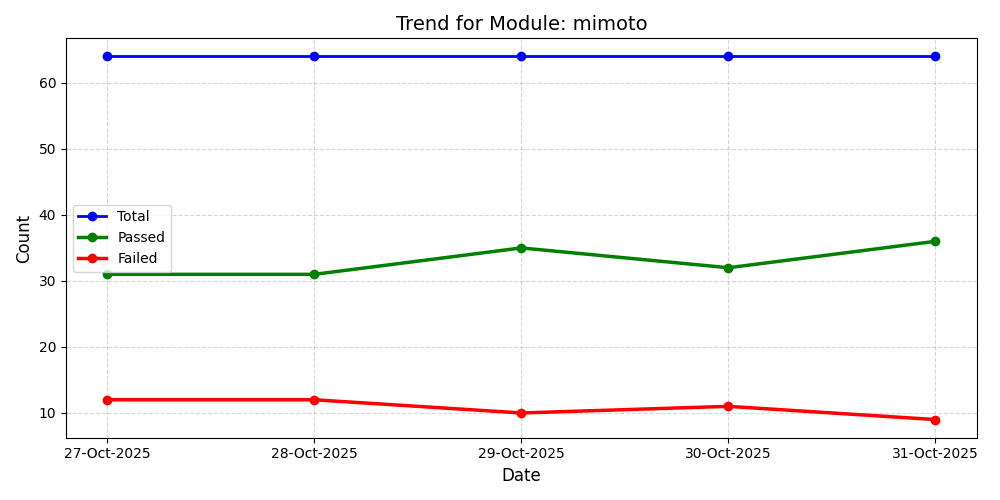 Trend for Module: mimoto
Count
60
50
40
30
20
10
Total
Passed
Failed
27-Oct-2025
28-Oct-2025
29-Oct-2025
30-Oct-2025
31-Oct-2025
Date